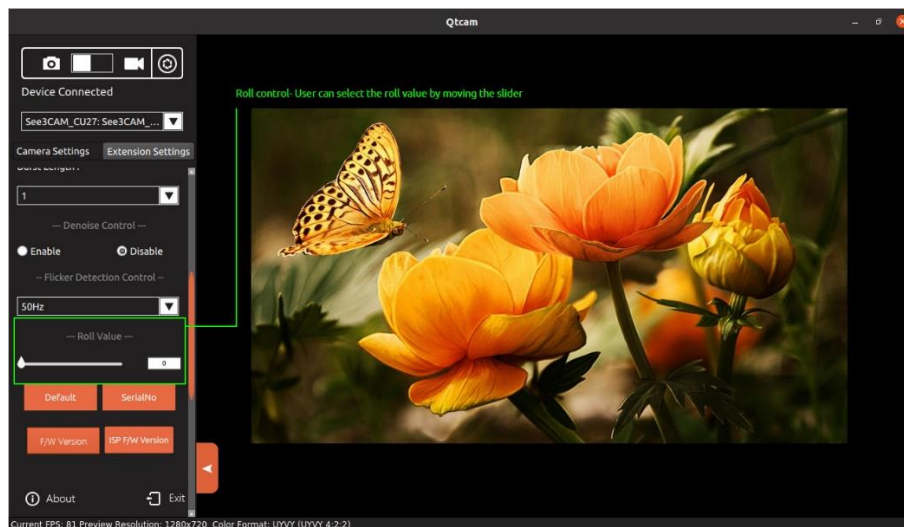 Qtcam
Device Connected
See3CAM_CU27: See3CAM_...
Camera Settings Extension Settings
Burst Length :
1
--- Denoise Control ---
Enable Disable
-- Flicker Detection Control --
50Hz
--- Roll Value ---
0
Default SerialNo
F/W Version ISP F/W Version
About Exit
Current FPS: 81 Preview Resolution: 1280x720 Color Format: UYVY (UYVY 4:2:2)
Roll control- User can select the roll value by moving the slider